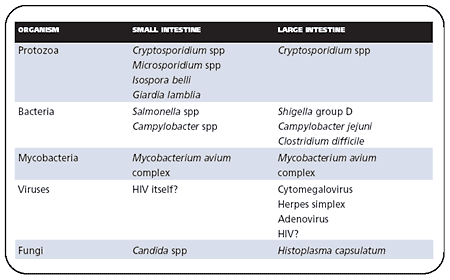 ORGANISM SMALL INTESTINE LARGE INTESTINE
Protozoa Cryptosporidium spp Cryptosporidium spp
Microsporidium spp
Isospora belli
Giardia lamblia
Bacteria Salmonella spp Shigella group D
Campylobacter spp Campylobacter jejuni
Clostridium difficile
Mycobacteria Mycobacterium avium Mycobacterium avium
complex complex
Viruses HIV itself? Cytomegalovirus
Herpes simplex
Adenovirus
HIV?
Fungi Candida spp Histoplasma capsulatum